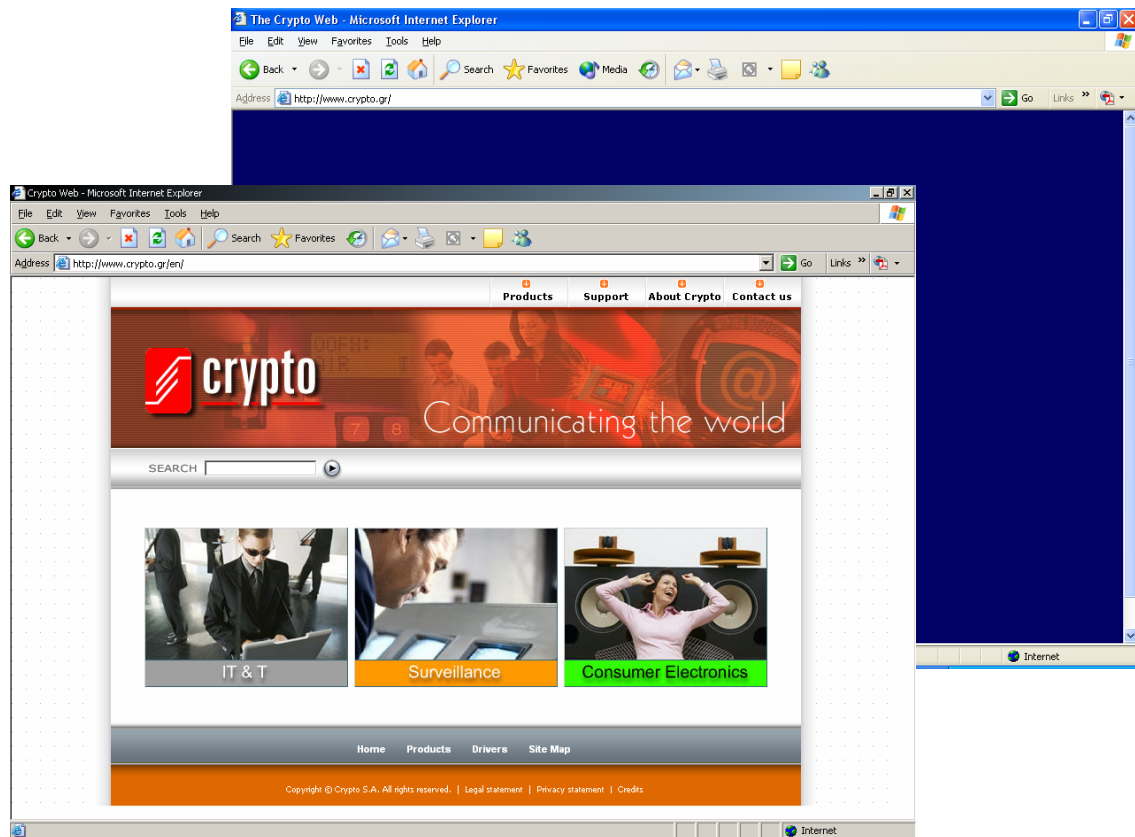 The Crypto Web - Microsoft Internet Explorer
File Edit View Favorites Tools Help
Back Search Favorites Media
Address http://www.crypto.gr/ Go Links »
Crypto Web - Microsoft Internet Explorer
File Edit View Favorites Tools Help
Back Search Favorites
Address http://www.crypto.gr/en/ Go Links »
Products Support About Crypto Contact us
OOFH:
DIR
crypto
7 8
@
Communicating the world
SEARCH
IT & T Surveillance Consumer Electronics
Internet
Home Products Drivers Site Map
Copyright © Crypto S.A. All rights reserved. | Legal statement | Privacy statement | Credits
Internet